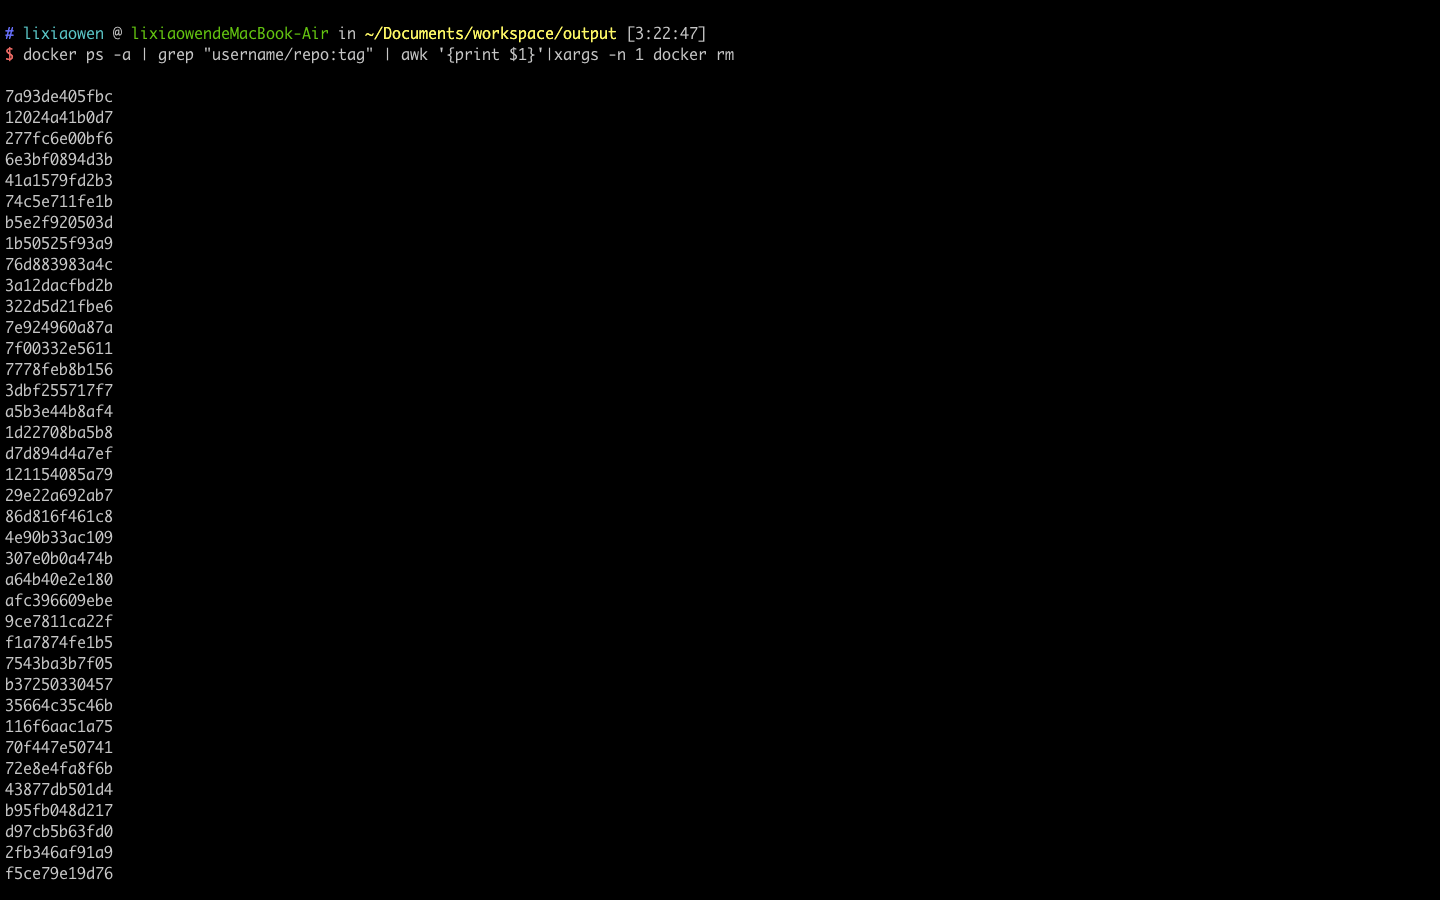 # lixiaowen @ lixiaowendeMacBook-Air in ~/Documents/workspace/output [3:22:47]
$ docker ps -a | grep "username/repo:tag" | awk '{print $1}'|xargs -n 1 docker rm
7a93de405fbc
12024a41b0d7
277fc6e00bf6
6e3bf0894d3b
41a1579fd2b3
74c5e711fe1b
b5e2f920503d
1b50525f93a9
76d883983a4c
3a12dacfbd2b
322d5d21fbe6
7e924960a87a
7f00332e5611
7778feb8b156
3dbf255717f7
a5b3e44b8af4
1d22708ba5b8
d7d894d4a7ef
121154085a79
29e22a692ab7
86d816f461c8
4e90b33ac109
307e0b0a474b
a64b40e2e180
afc396609ebe
9ce7811ca22f
f1a7874fe1b5
7543ba3b7f05
b37250330457
35664c35c46b
116f6aac1a75
70f447e50741
72e8e4fa8f6b
43877db501d4
b95fb048d217
d97cb5b63fd0
2fb346af91a9
f5ce79e19d76